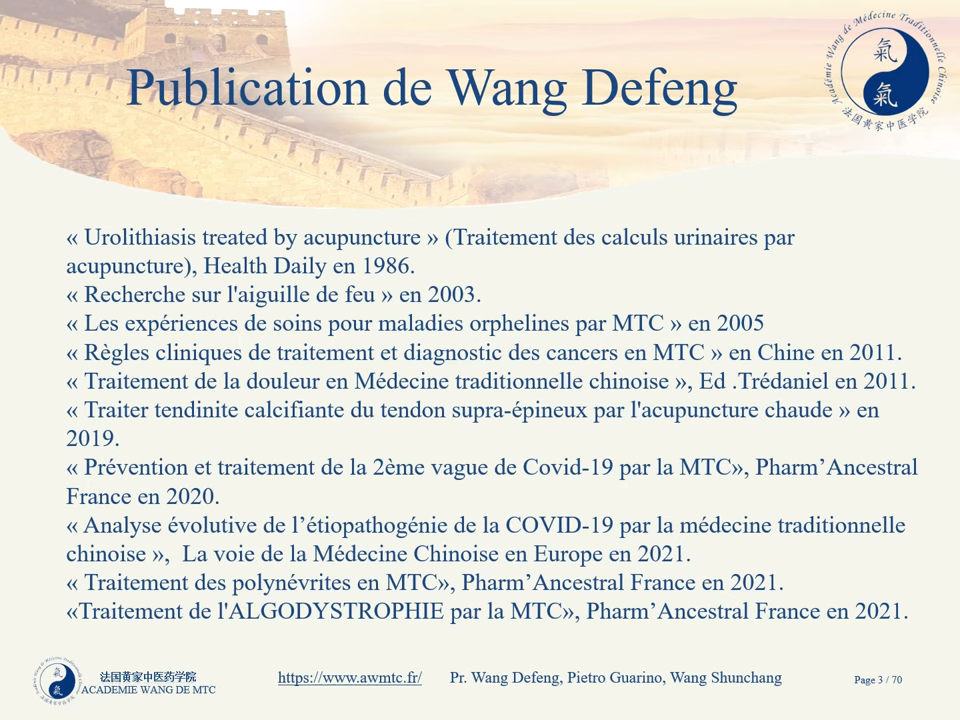 Publication de Wang Defeng
Académie Wang de Médecine Traditionnelle Chinoise
氣
氣
法国黄家中医学院
« Urolithiasis treated by acupuncture » (Traitement des calculs urinaires par
acupuncture), Health Daily en 1986.
« Recherche sur l'aiguille de feu » en 2003.
« Les expériences de soins pour maladies orphelines par MTC » en 2005
« Règles cliniques de traitement et diagnostic des cancers en MTC » en Chine en 2011.
« Traitement de la douleur en Médecine traditionnelle chinoise », Ed .Trédaniel en 2011.
« Traiter tendinite calcifiante du tendon supra-épineux par l'acupuncture chaude » en
2019.
« Prévention et traitement de la 2ème vague de Covid-19 par la MTC», Pharm’Ancestral
France en 2020.
« Analyse évolutive de l’étiopathogénie de la COVID-19 par la médecine traditionnelle
chinoise »,  La voie de la Médecine Chinoise en Europe en 2021.
« Traitement des polynévrites en MTC», Pharm’Ancestral France en 2021.
«Traitement de l'ALGODYSTROPHIE par la MTC», Pharm’Ancestral France en 2021.
氣
氣
法国黄家中医药学院
ACADEMIE WANG DE MTC
https://www.awmtc.fr/ Pr. Wang Defeng, Pietro Guarino, Wang Shunchang
Page 3 / 70